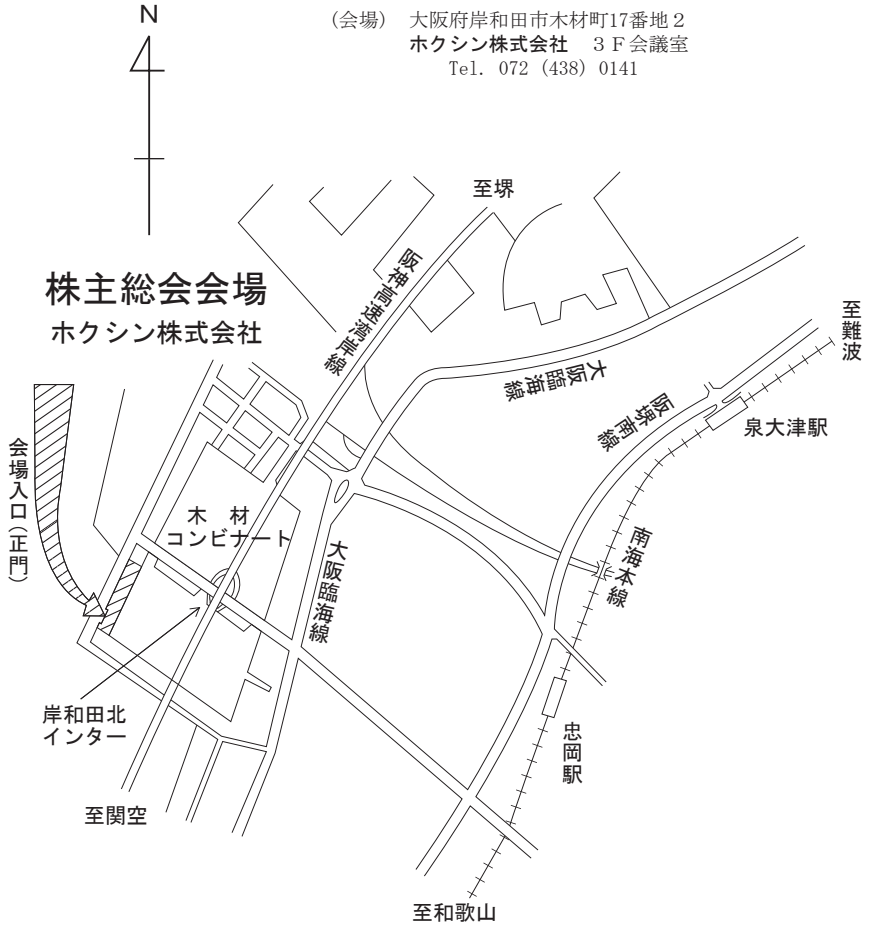 N
(会場) 大阪府岸和田市木材町17番地2
ホクシン株式会社 3F会議室
Tel. 072 (438) 0141
至堺
阪神高速湾岸線
株主総会会場
ホクシン株式会社
至難波
大阪臨海線
阪堺南線
泉大津駅
会場入口(正門)
木材
コンビナート
大阪臨海線
南海本線
岸和田北
インター
忠岡駅
至関空
至和歌山